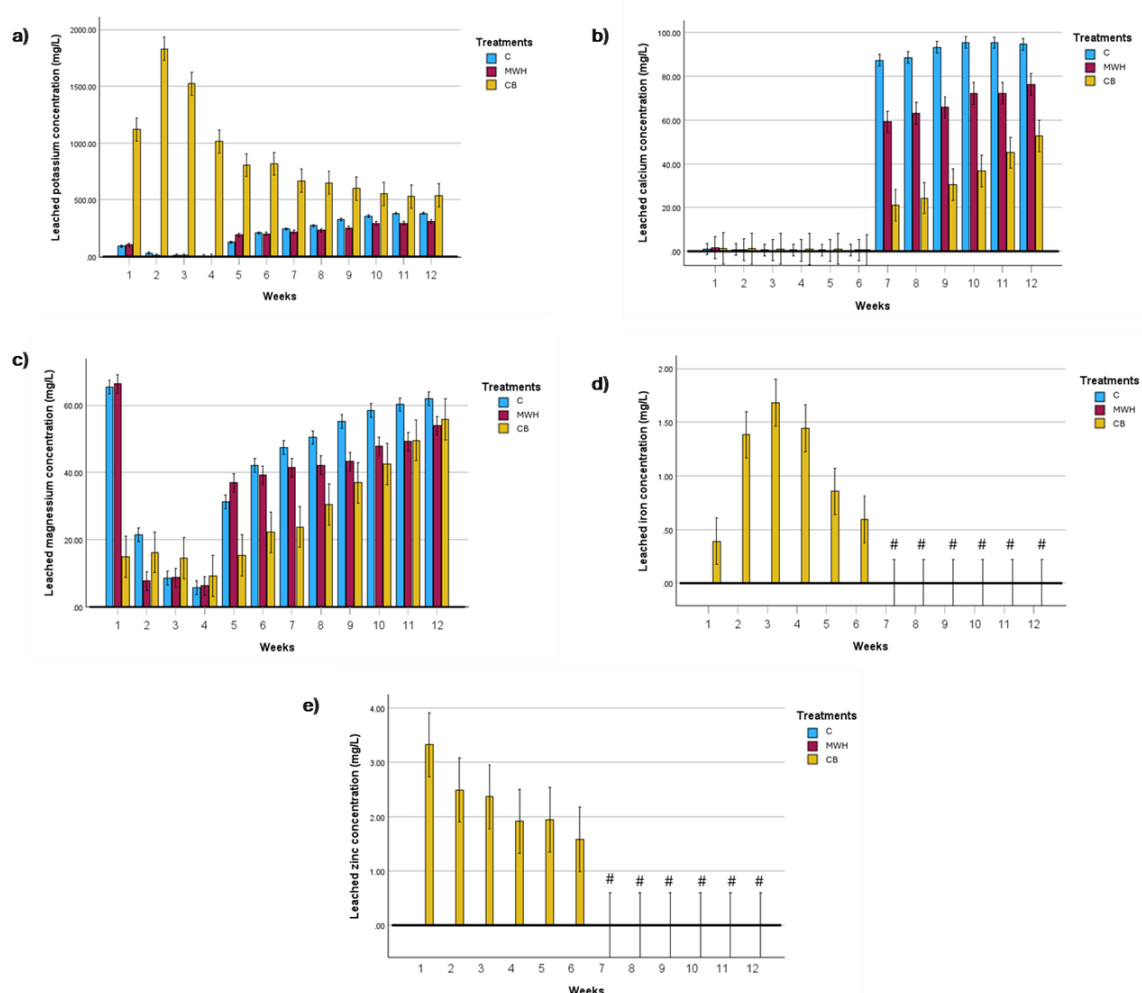 a)
Leached potassium concentration (mg/L)
2000.00
1500.00
1000.00
500.00
.00
1 2 3 4 5 6 7 8 9 10 11 12
Weeks
Treatments
C
MWH
CB
b)
Leached calcium concentration (mg/L)
100.00
80.00
60.00
40.00
20.00
.00
1 2 3 4 5 6 7 8 9 10 11 12
Weeks
Treatments
C
MWH
CB
c)
Leached magnessium concentration (mg/L)
60.00
40.00
20.00
.00
1 2 3 4 5 6 7 8 9 10 11 12
Weeks
Treatments
C
MWH
CB
d)
Leached iron concentration (mg/L)
2.00
1.50
1.00
.50
.00
# # # # # #
1 2 3 4 5 6 7 8 9 10 11 12
Weeks
Treatments
C
MWH
CB
e)
Leached zinc concentration (mg/L)
4.00
3.00
2.00
1.00
.00
# # # # # #
1 2 3 4 5 6 7 8 9 10 11 12
Weeks
Treatments
C
MWH
CB